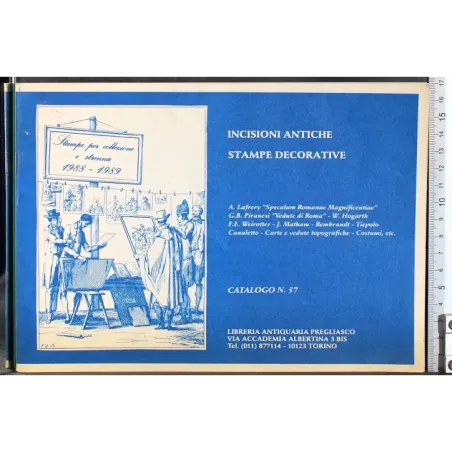 Stampe per collezione
e strenna
1988 - 1989
INCISIONI ANTICHE
STAMPE DECORATIVE
A. Lafrery "Speculum Romanae Magnificentiae"
G.B. Piranesi "Vedute di Roma" - W. Hogarth
F.E. Weirotter - J. Matham - Rembrandt - Tiepolo
Canaletto - Carte e vedute topografiche - Costumi, etc.
CATALOGO N. 57
LIBRERIA ANTIQUARIA PREGLIASCO
VIA ACCADEMIA ALBERTINA 3 BIS
Tel. (011) 877114 - 10123 TORINO